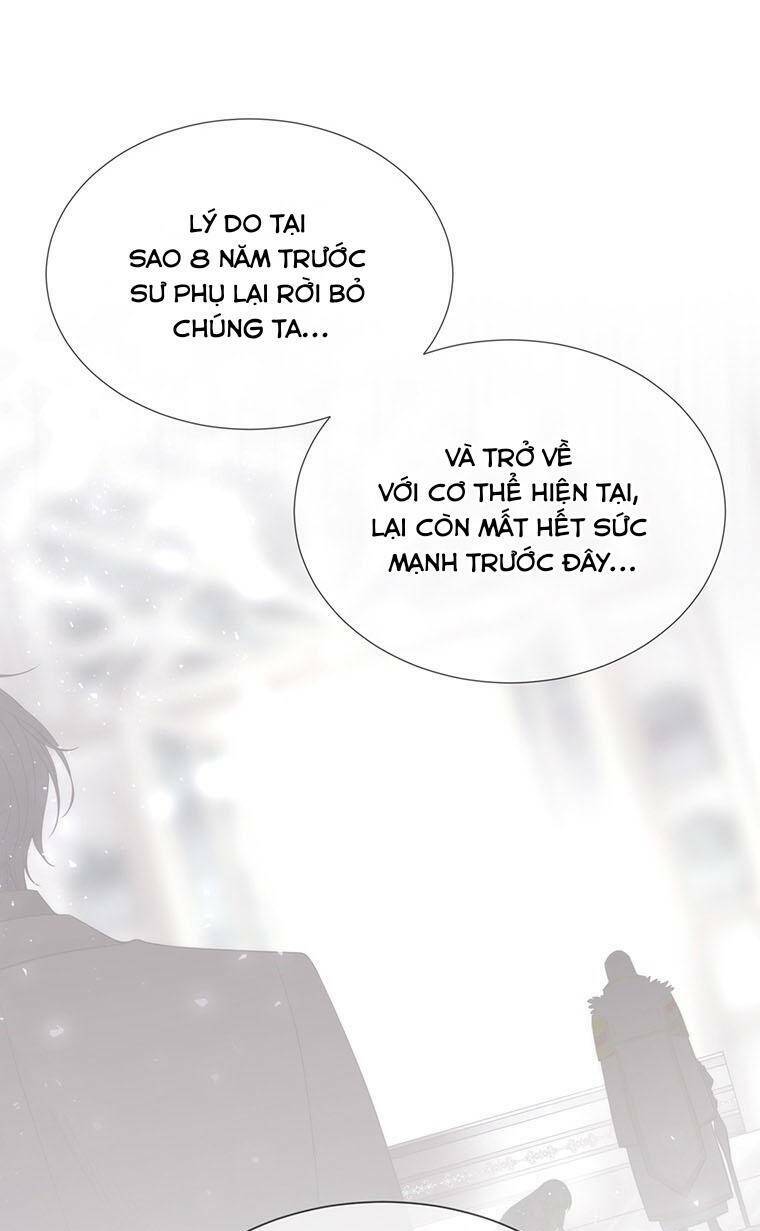 LÝ DO TẠI
SAO 8 NĂM TRƯỚC
SƯ PHỤ LẠI RỜI BỎ
CHÚNG TA...
VÀ TRỞ VỀ
VỚI CƠ THỂ HIỆN TẠI,
LẠI CÒN MẤT HẾT SỨC
MẠNH TRƯỚC ĐÂY...